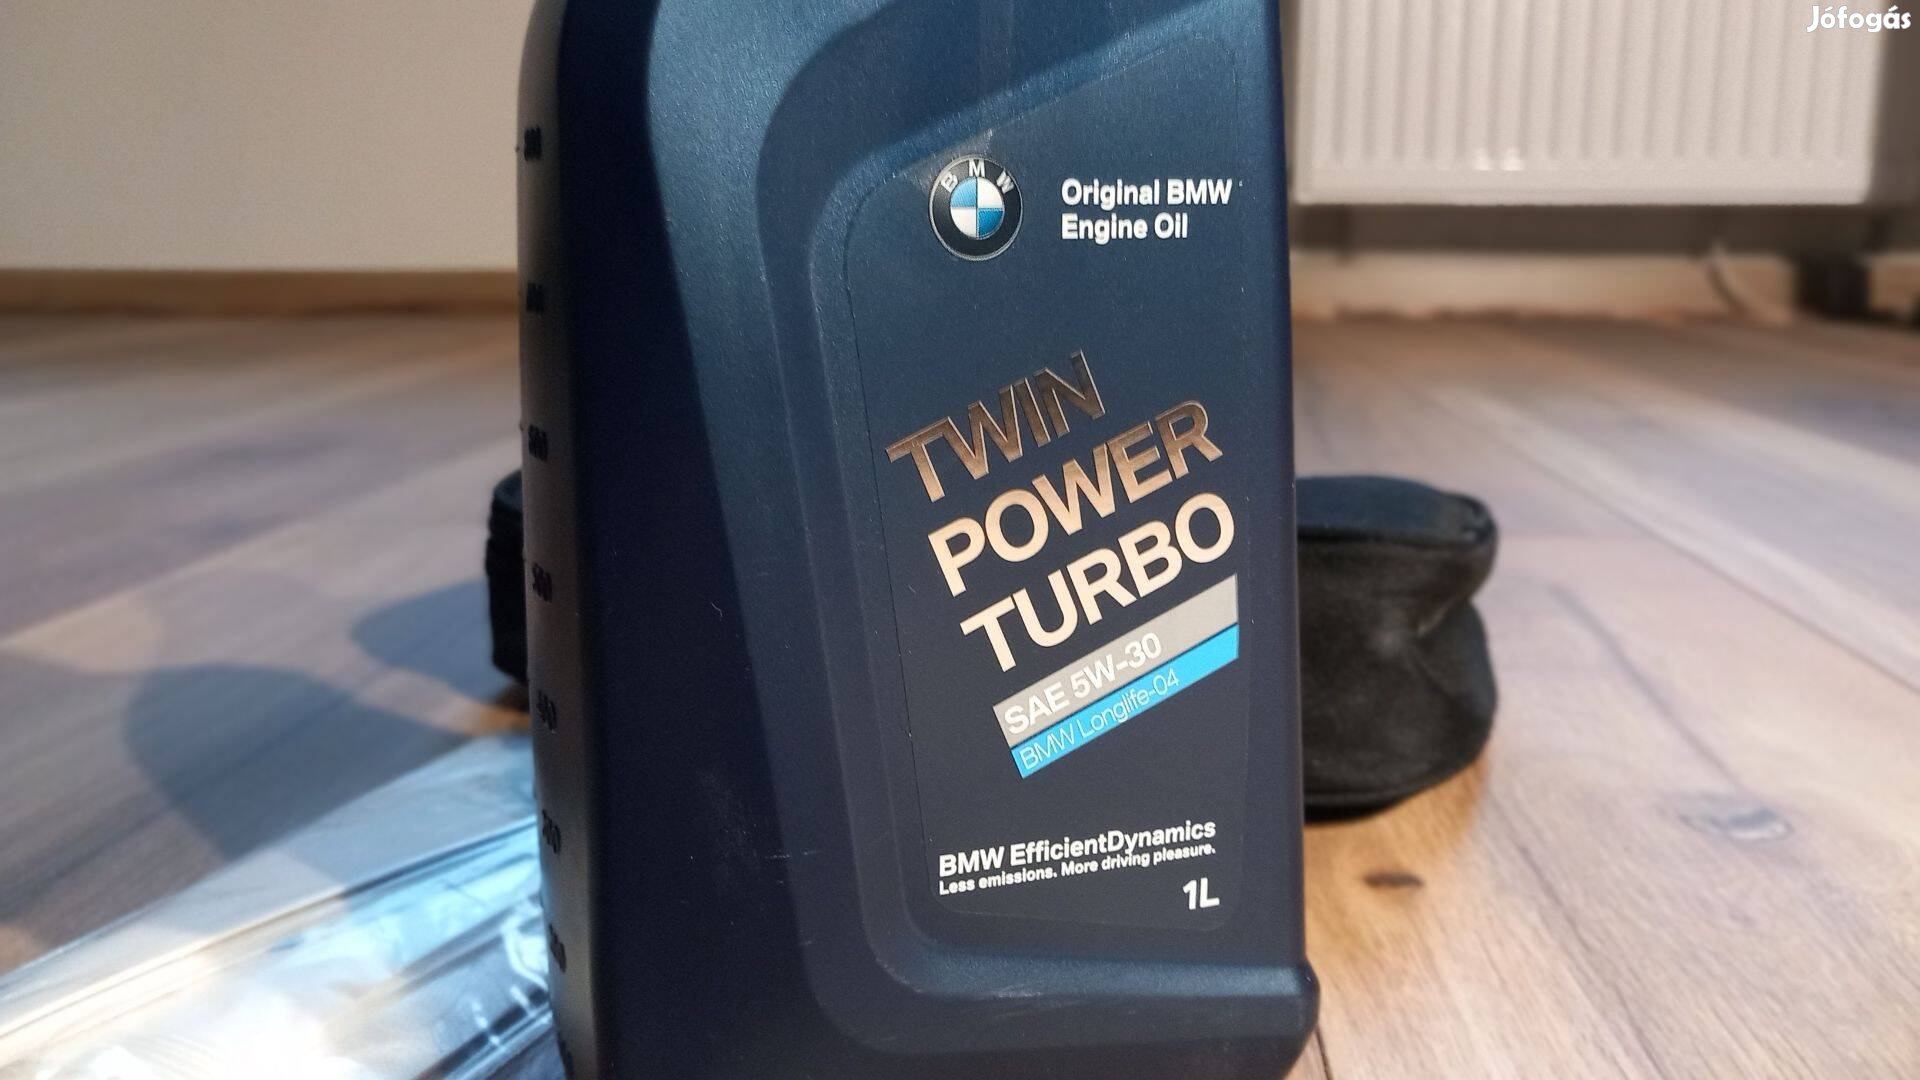 Jófogás
BMW
Original BMW
Engine Oil
TWIN
POWER
TURBO
SAE 5W-30
BMW Longlife-04
BMW EfficientDynamics
Less emissions. More driving pleasure.
1L